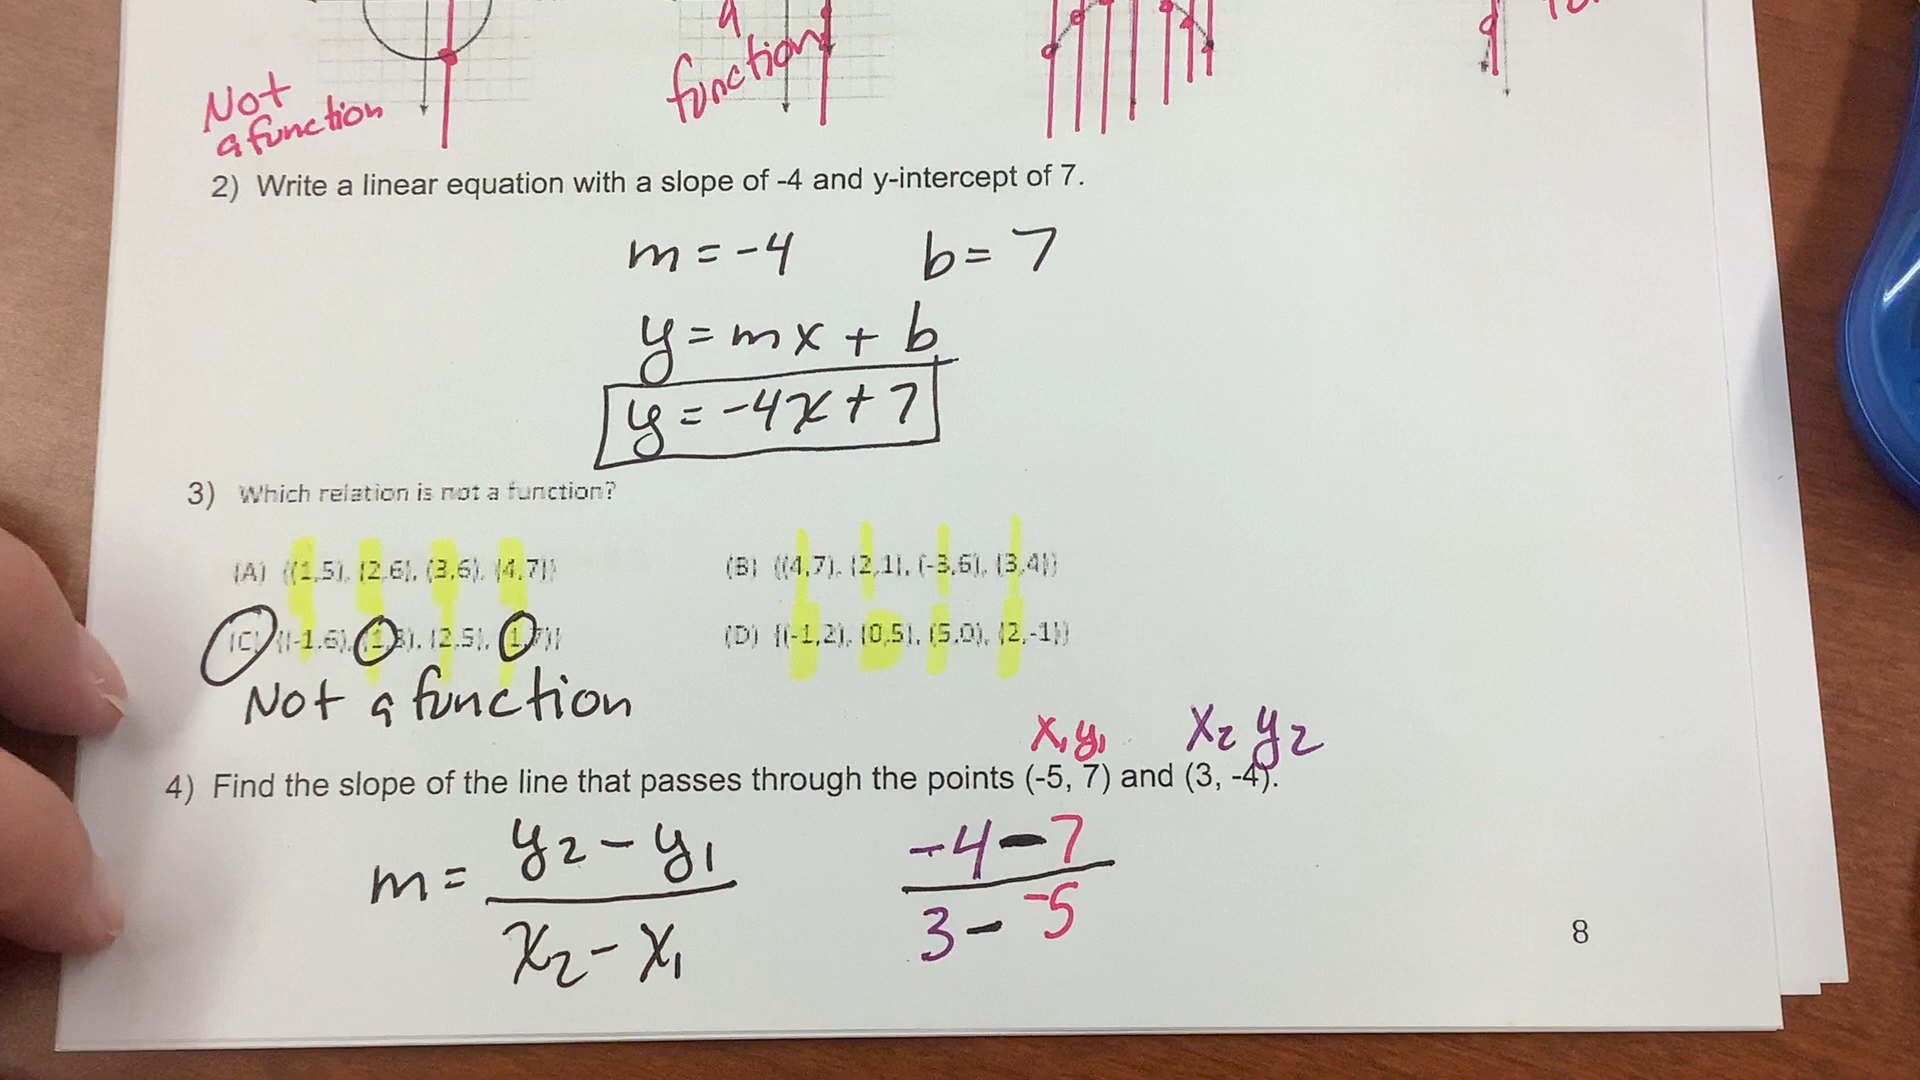 Not
a function
a
function
2) Write a linear equation with a slope of -4 and y-intercept of 7.
m = -4 b = 7
y = mx + b
y = -4x + 7
3) Which relation is not a function?
(A) {(1,5), (2,6), (3,6), (4,7)} (B) {(4,7), (2,1), (-3,6), (3,4)}
(C) {(-1,6), (1,3), (2,5), (1,7)} (D) {(-1,2), (0,5), (5,0), (2,-1)}
Not a function
x₁ y₁ x₂ y₂
4) Find the slope of the line that passes through the points (-5, 7) and (3, -4).
m = y₂ - y₁ / x₂ - x₁ -4 - 7 / 3 - -5
8